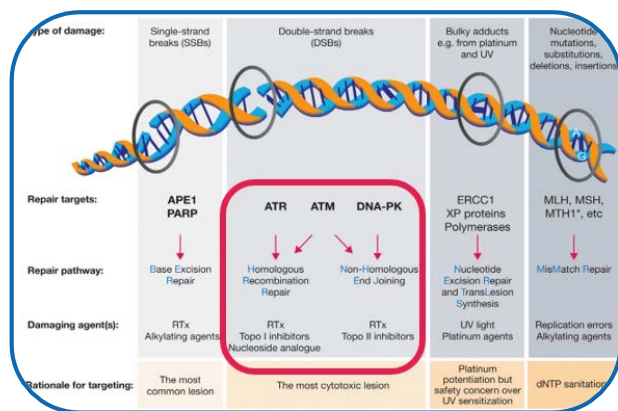 Type of damage:
Single-strand
breaks (SSBs)
Double-strand breaks
(DSBs)
Bulky adducts
e.g. from platinum
and UV
Nucleotide
mutations,
substitutions,
deletions, insertions
A
G
Repair targets:
APE1
PARP
ATR ATM DNA-PK
ERCC1
XP proteins
Polymerases
MLH, MSH,
MTH1*, etc
Repair pathway:
Base Excision
Repair
Homologous
Recombination
Repair
Non-Homologous
End Joining
Nucleotide
Excision Repair
and TransLesion
Synthesis
MisMatch Repair
Damaging agent(s):
RTx
Alkylating agents
RTx
Topo I inhibitors
Nucleoside analogue
RTx
Topo II inhibitors
UV light
Platinum agents
Replication errors
Alkylating agents
Rationale for targeting:
The most
common lesion
The most cytotoxic lesion
Platinum
potentiation but
safety concern over
UV sensitization
dNTP sanitation